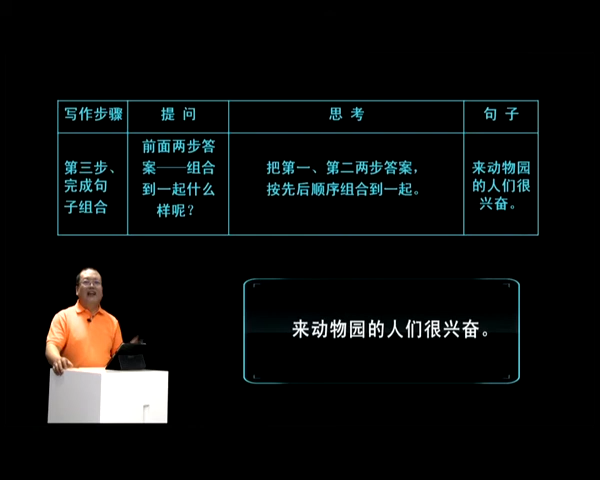 写作步骤
提 问
思 考
句 子
第三步、
完成句
子组合
前面两步答
案——组合
到一起什么
样呢？
把第一、第二两步答案，
按先后顺序组合到一起。
来动物园
的人们很
兴奋。
来动物园的人们很兴奋。